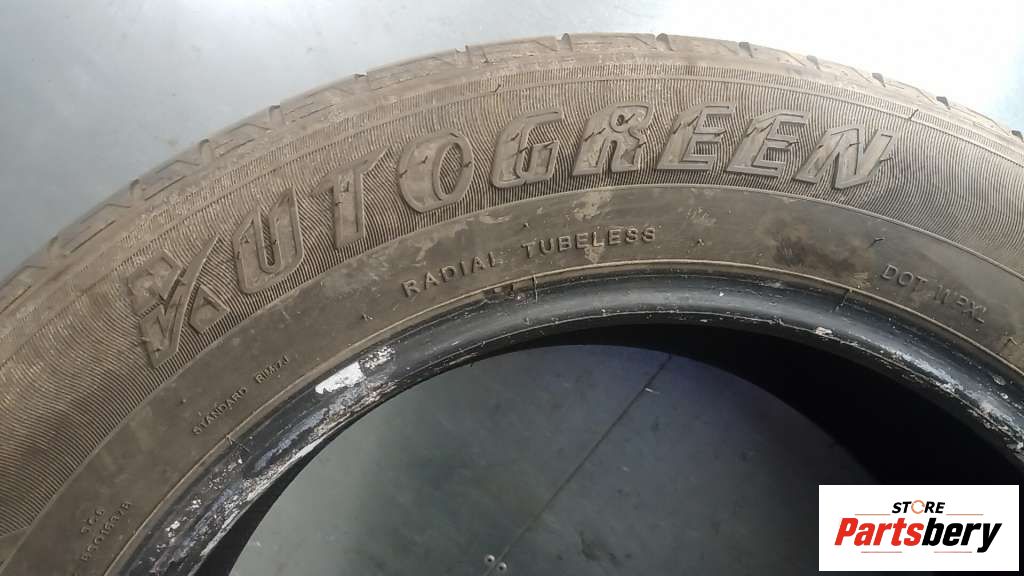 AUTOGREEN
RADIAL TUBELESS
DOT
STANDARD RIM
STORE
Partsbery